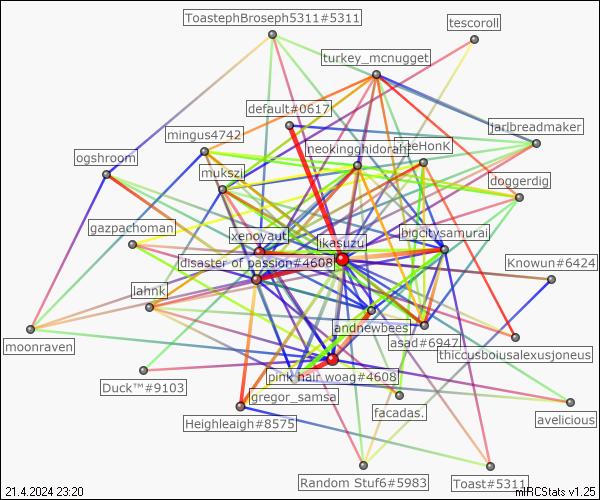 ToastephBroseph5311#5311
tescoroll
turkey_mcnugget
default#0617
mingus4742
jarlbreadmaker
neokingghidorah
ogshroom
mukszi
doggerdig
gazpachoman
xenoyaut
bigcitysamurai
ikasuzu
disaster of passion#4608
Knowun#6424
lahnk
andnewbees
asad#6947
moonraven
thiccusboiusalexusjoneus
pink hair woag#4608
Duck™#9103
gregor_samsa
facadas.
avelicious
Heighleaigh#8575
Random Stuf6#5983
Toast#5311
21.4.2024 23:20
mIRCStats v1.25